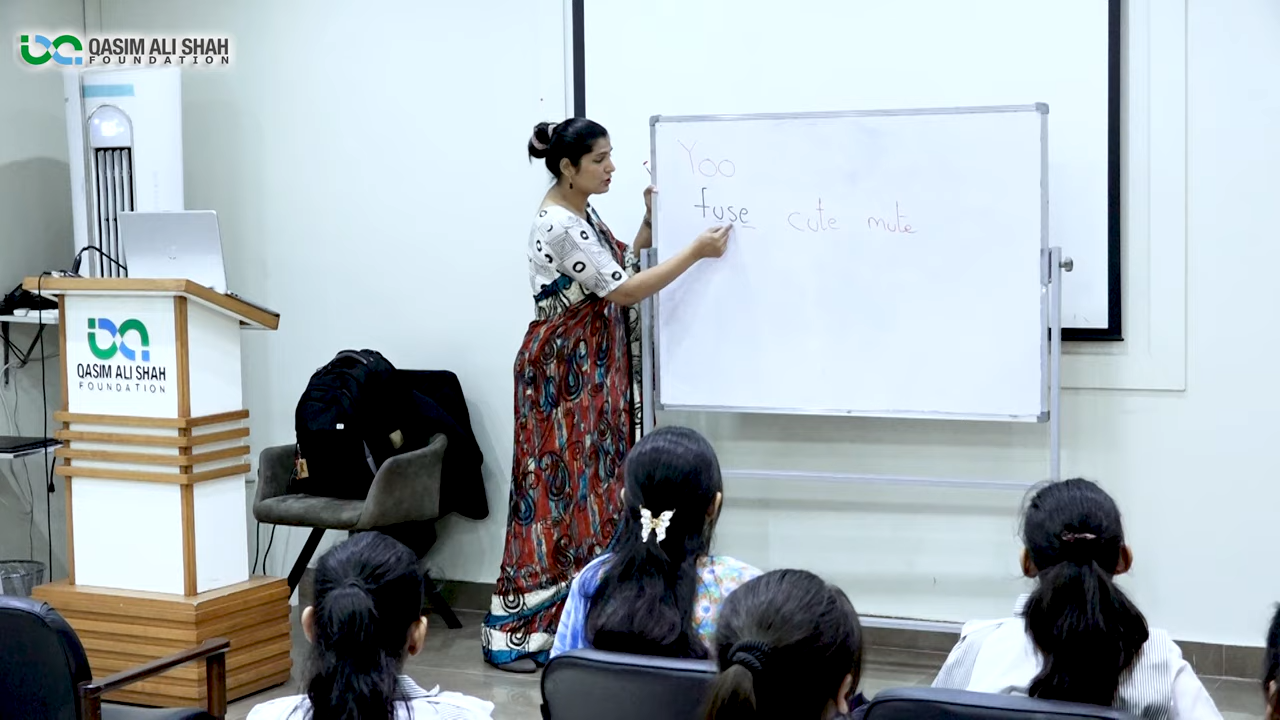 QASIM ALI SHAH
FOUNDATION
Yoo
fuse cute mute
QASIM ALI SHAH
FOUNDATION